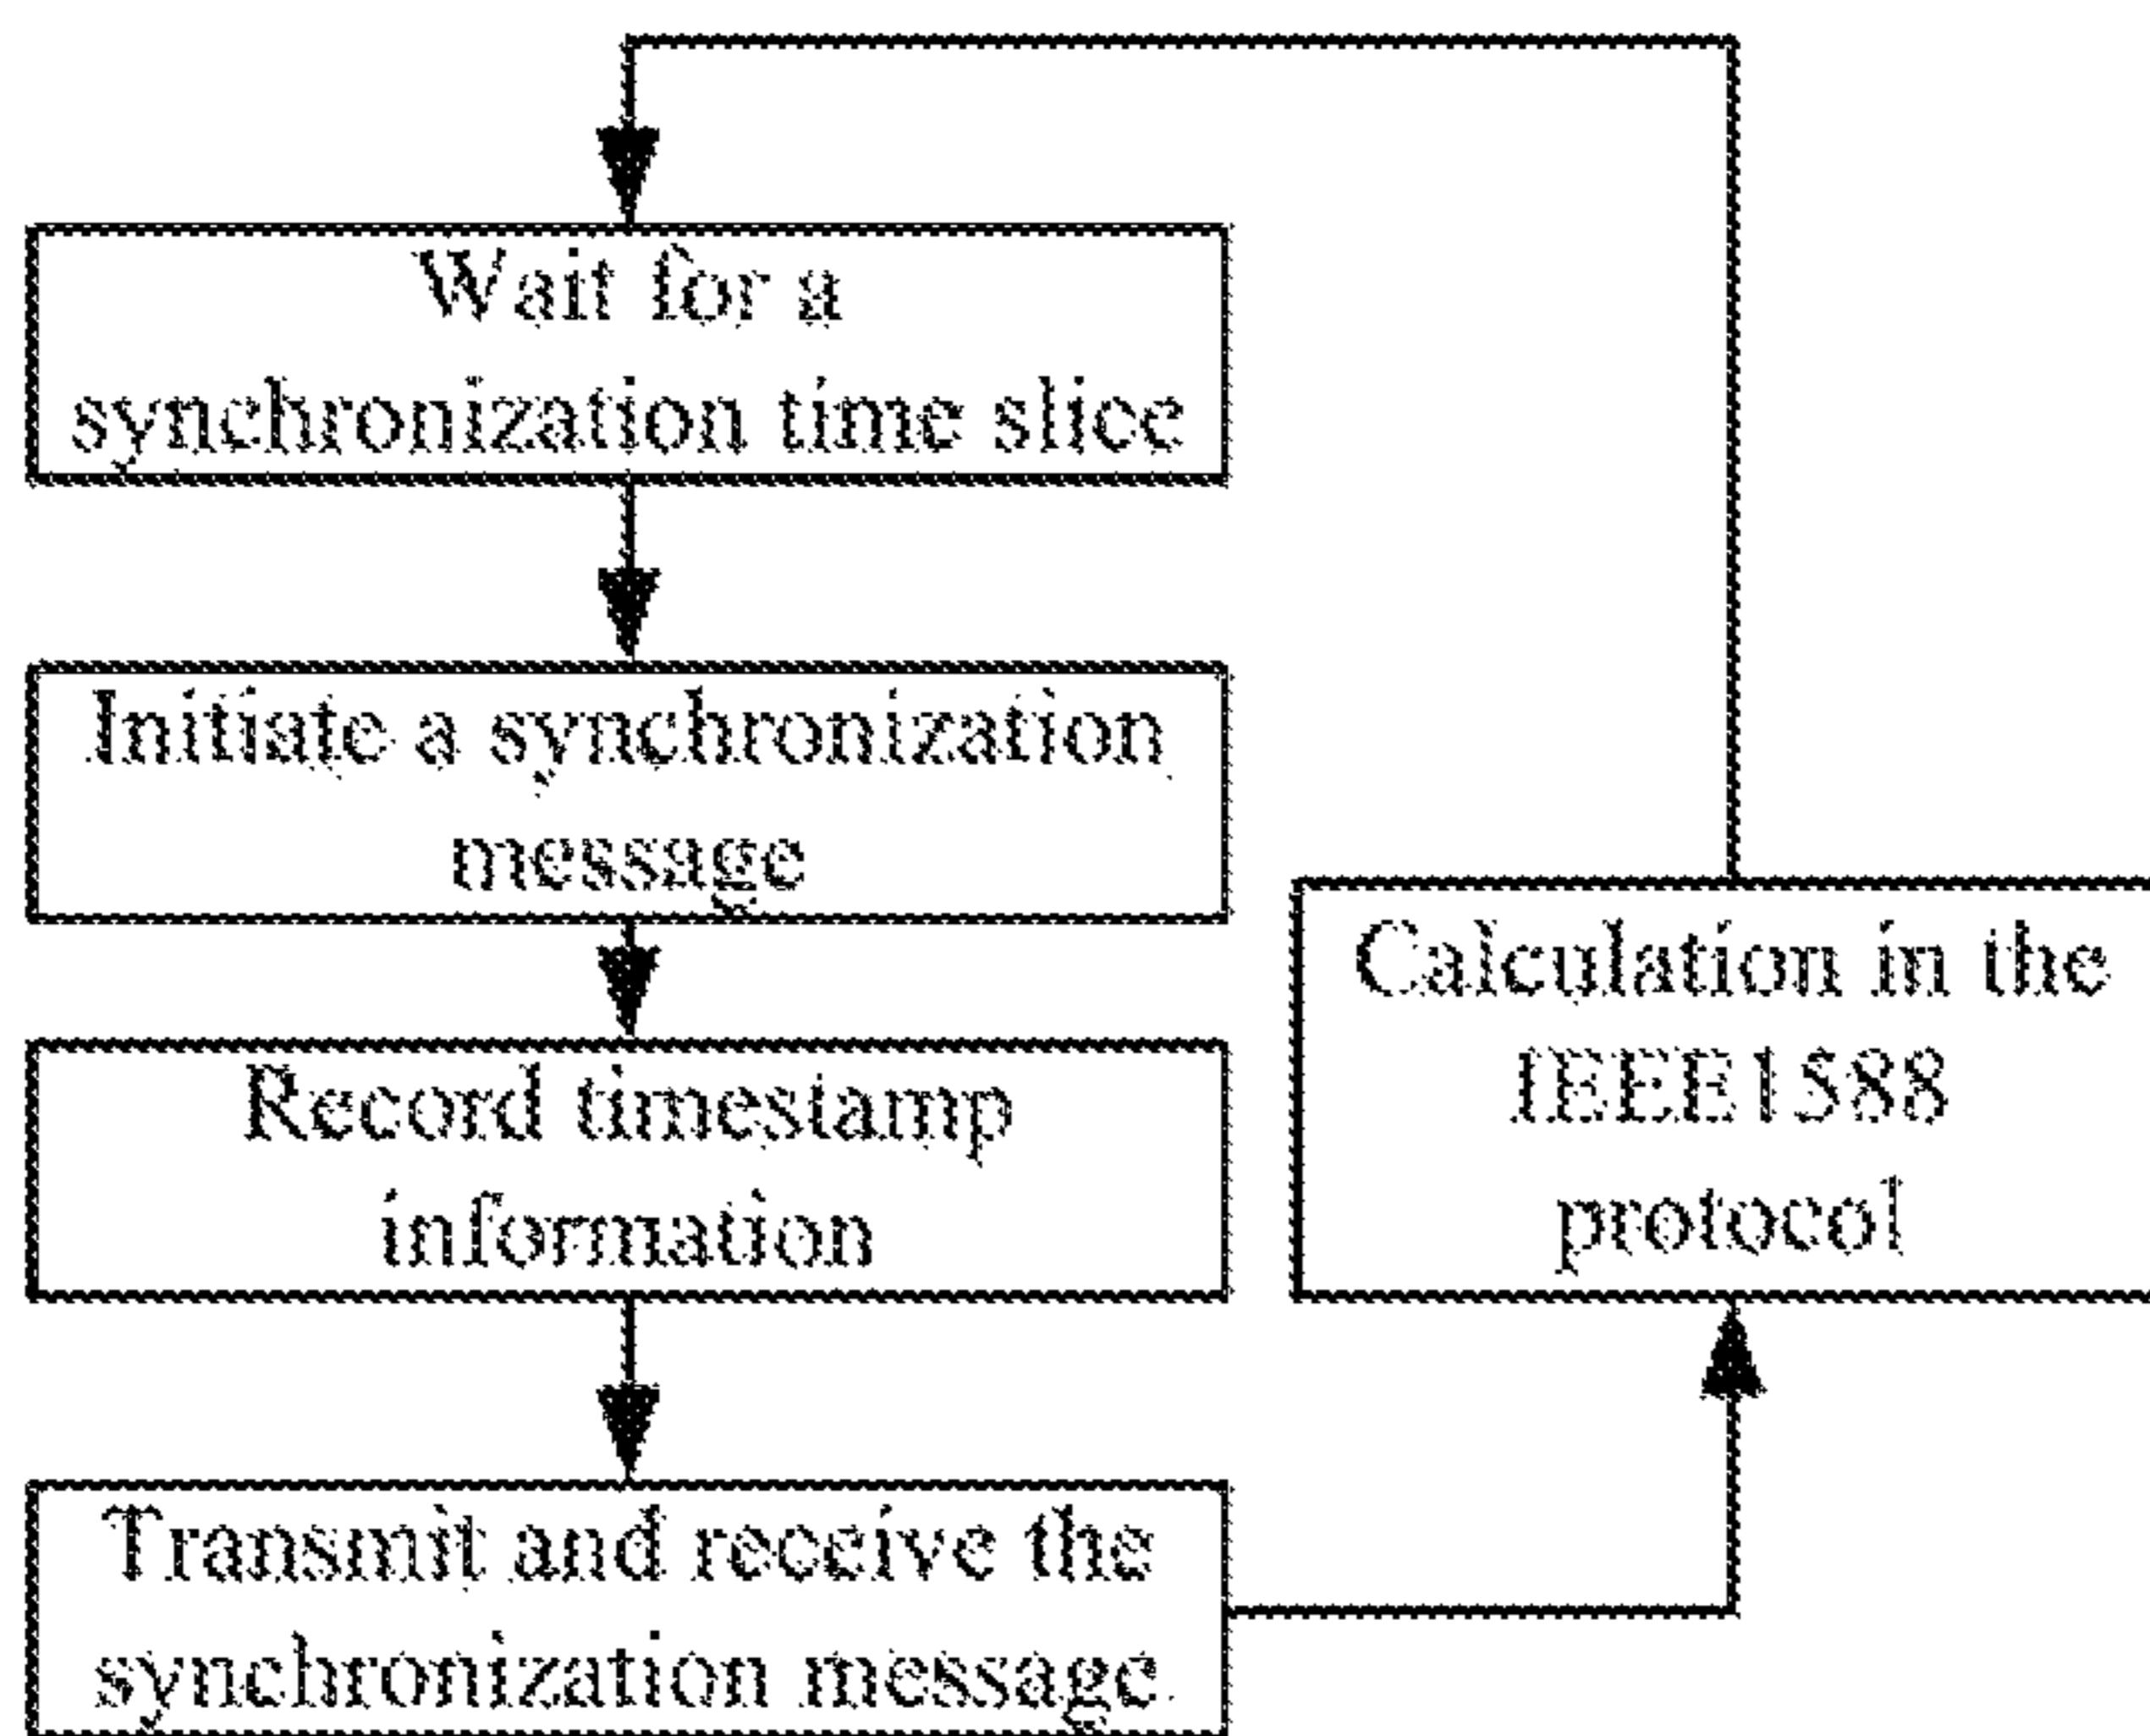 Wait for a
synchronization time slice
Initiate a synchronization
message
Record timestamp
information
Transmit and receive the
synchronization message
Calculation in the
IEEE1588
protocol